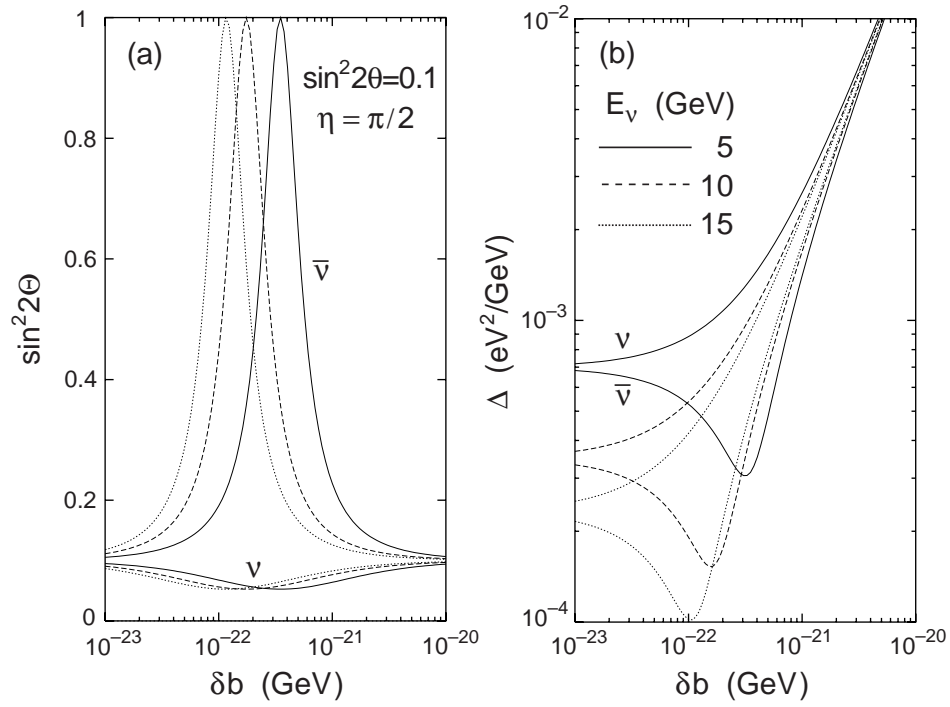 (a)
sin²2θ=0.1
η = π/2
ν̄
ν
1
0.8
0.6
0.4
0.2
0
sin²2Θ
10⁻²³
10⁻²²
10⁻²¹
10⁻²⁰
δb (GeV)
(b)
E_ν (GeV)
5
10
15
ν
ν̄
10⁻²
10⁻³
10⁻⁴
Δ (eV²/GeV)
10⁻²³
10⁻²²
10⁻²¹
10⁻²⁰
δb (GeV)